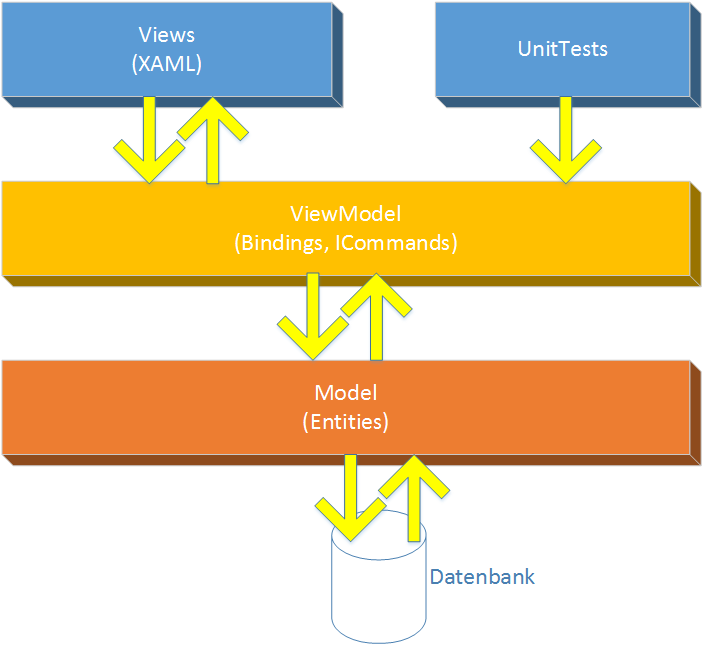 Views
(XAML)
UnitTests
ViewModel
(Bindings, ICommands)
Model
(Entities)
Datenbank